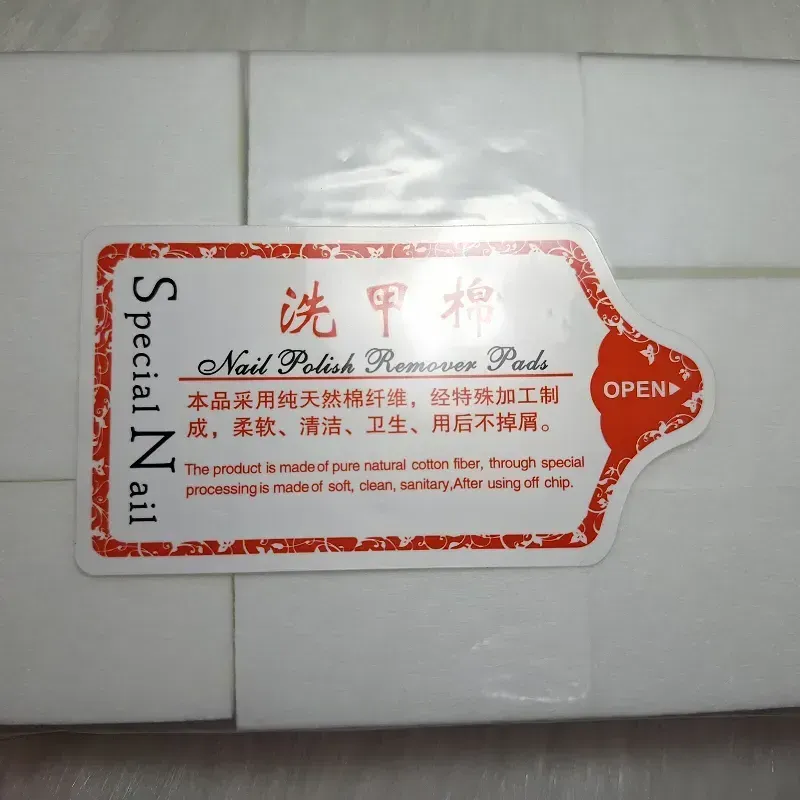 Special Nail
洗甲棉
Nail Polish Remover Pads
本品采用纯天然棉纤维，经特殊加工制
成，柔软、清洁、卫生、用后不掉屑。
The product is made of pure natural cotton fiber, through special
processing is made of soft, clean, sanitary,After using off chip.
OPEN